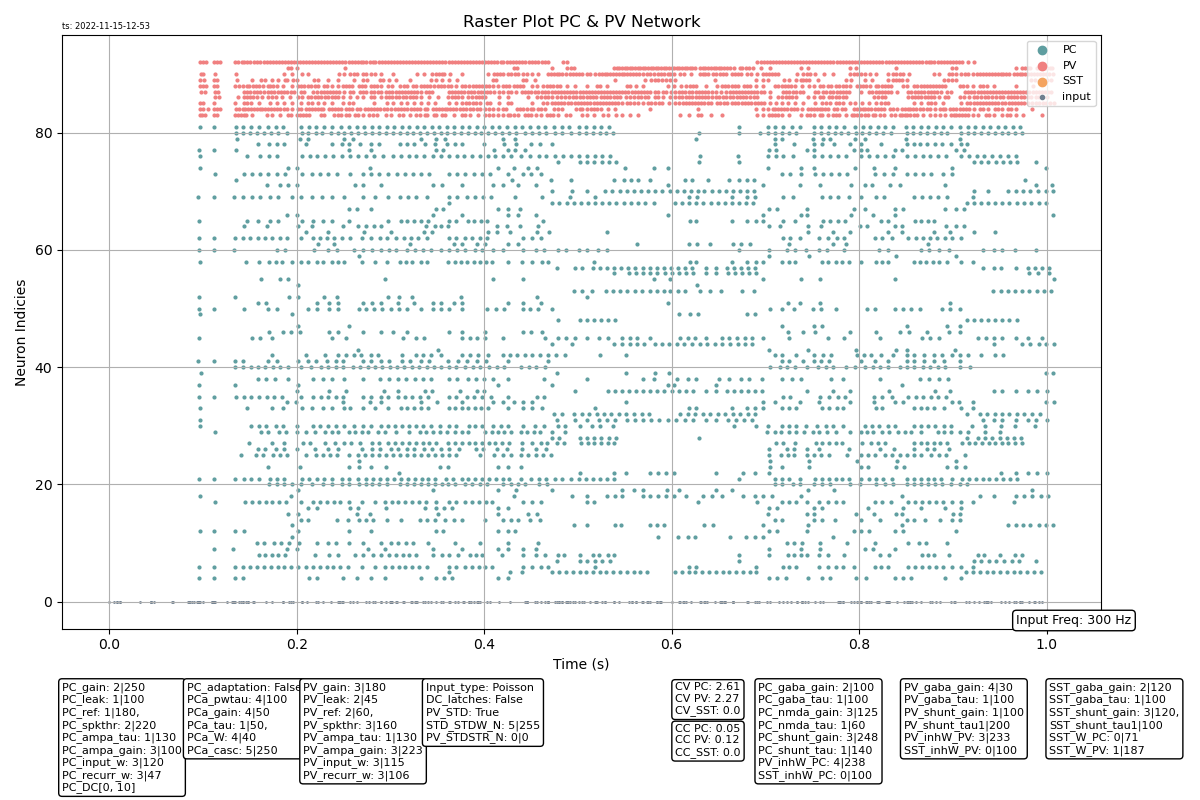 ts: 2022-11-15-12-53
Raster Plot PC & PV Network
PC
PV
SST
input
Neuron Indicies
80
60
40
20
0
0.0 0.2 0.4 0.6 0.8 1.0
Time (s)
Input Freq: 300 Hz
PC_gain: 2|250
PC_leak: 1|100
PC_ref: 1|180,
PC_spkthr: 2|220
PC_ampa_tau: 1|130
PC_ampa_gain: 3|100
PC_input_w: 3|120
PC_recurr_w: 3|47
PC_DC[0, 10]
PC_adaptation: False
PCa_pwtau: 4|100
PCa_gain: 4|50
PCa_tau: 1|50,
PCa_W: 4|40
PCa_casc: 5|250
PV_gain: 3|180
PV_leak: 2|45
PV_ref: 2|60,
PV_spkthr: 3|160
PV_ampa_tau: 1|130
PV_ampa_gain: 3|223
PV_input_w: 3|115
PV_recurr_w: 3|106
Input_type: Poisson
DC_latches: False
PV_STD: True
STD_STDW_N: 5|255
PV_STDSTR_N: 0|0
CV PC: 2.61
CV PV: 2.27
CV_SST: 0.0
CC PC: 0.05
CC PV: 0.12
CC_SST: 0.0
PC_gaba_gain: 2|100
PC_gaba_tau: 1|100
PC_nmda_gain: 3|125
PC_nmda_tau: 1|60
PC_shunt_gain: 3|248
PC_shunt_tau: 1|140
PV_inhW_PC: 4|238
SST_inhW_PC: 0|100
PV_gaba_gain: 4|30
PV_gaba_tau: 1|100
PV_shunt_gain: 1|100
PV_shunt_tau1|200
PV_inhW_PV: 3|233
SST_inhW_PV: 0|100
SST_gaba_gain: 2|120
SST_gaba_tau: 1|100
SST_shunt_gain: 3|120,
SST_shunt_tau1|100
SST_W_PC: 0|71
SST_W_PV: 1|187